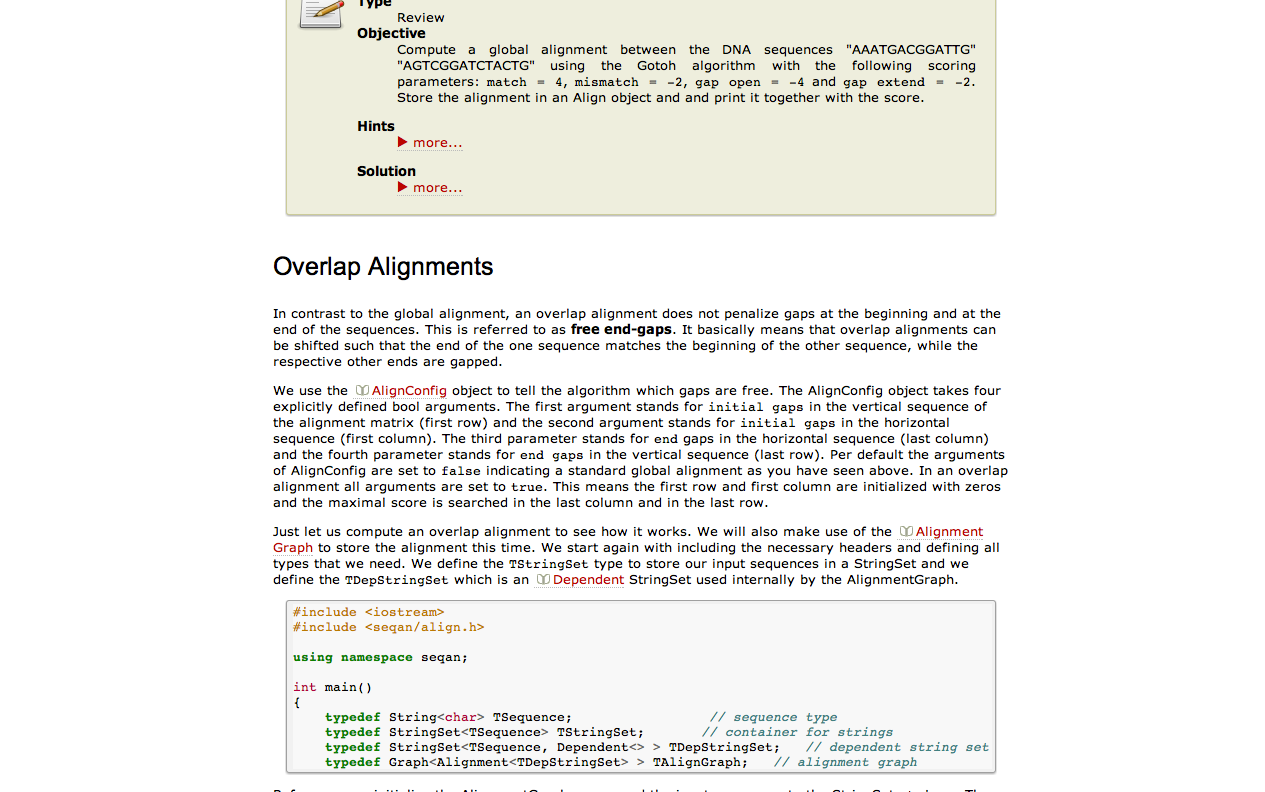 Type
Review
Objective
Compute a global alignment between the DNA sequences "AAATGACGGATTG"
"AGTCGGATCTACTG" using the Gotoh algorithm with the following scoring
parameters: match = 4, mismatch = -2, gap open = -4 and gap extend = -2.
Store the alignment in an Align object and and print it together with the score.
Hints
▶ more...
Solution
▶ more...
Overlap Alignments
In contrast to the global alignment, an overlap alignment does not penalize gaps at the beginning and at the
end of the sequences. This is referred to as free end-gaps. It basically means that overlap alignments can
be shifted such that the end of the one sequence matches the beginning of the other sequence, while the
respective other ends are gapped.
We use the AlignConfig object to tell the algorithm which gaps are free. The AlignConfig object takes four
explicitly defined bool arguments. The first argument stands for initial gaps in the vertical sequence of
the alignment matrix (first row) and the second argument stands for initial gaps in the horizontal
sequence (first column). The third parameter stands for end gaps in the horizontal sequence (last column)
and the fourth parameter stands for end gaps in the vertical sequence (last row). Per default the arguments
of AlignConfig are set to false indicating a standard global alignment as you have seen above. In an overlap
alignment all arguments are set to true. This means the first row and first column are initialized with zeros
and the maximal score is searched in the last column and in the last row.
Just let us compute an overlap alignment to see how it works. We will also make use of the Alignment
Graph to store the alignment this time. We start again with including the necessary headers and defining all
types that we need. We define the TStringSet type to store our input sequences in a StringSet and we
define the TDepStringSet which is an Dependent StringSet used internally by the AlignmentGraph.
#include <iostream>
#include <seqan/align.h>
using namespace seqan;
int main()
{
typedef String<char> TSequence; // sequence type
typedef StringSet<TSequence> TStringSet; // container for strings
typedef StringSet<TSequence, Dependent<> > TDepStringSet; // dependent string set
typedef Graph<Alignment<TDepStringSet> > TAlignGraph; // alignment graph